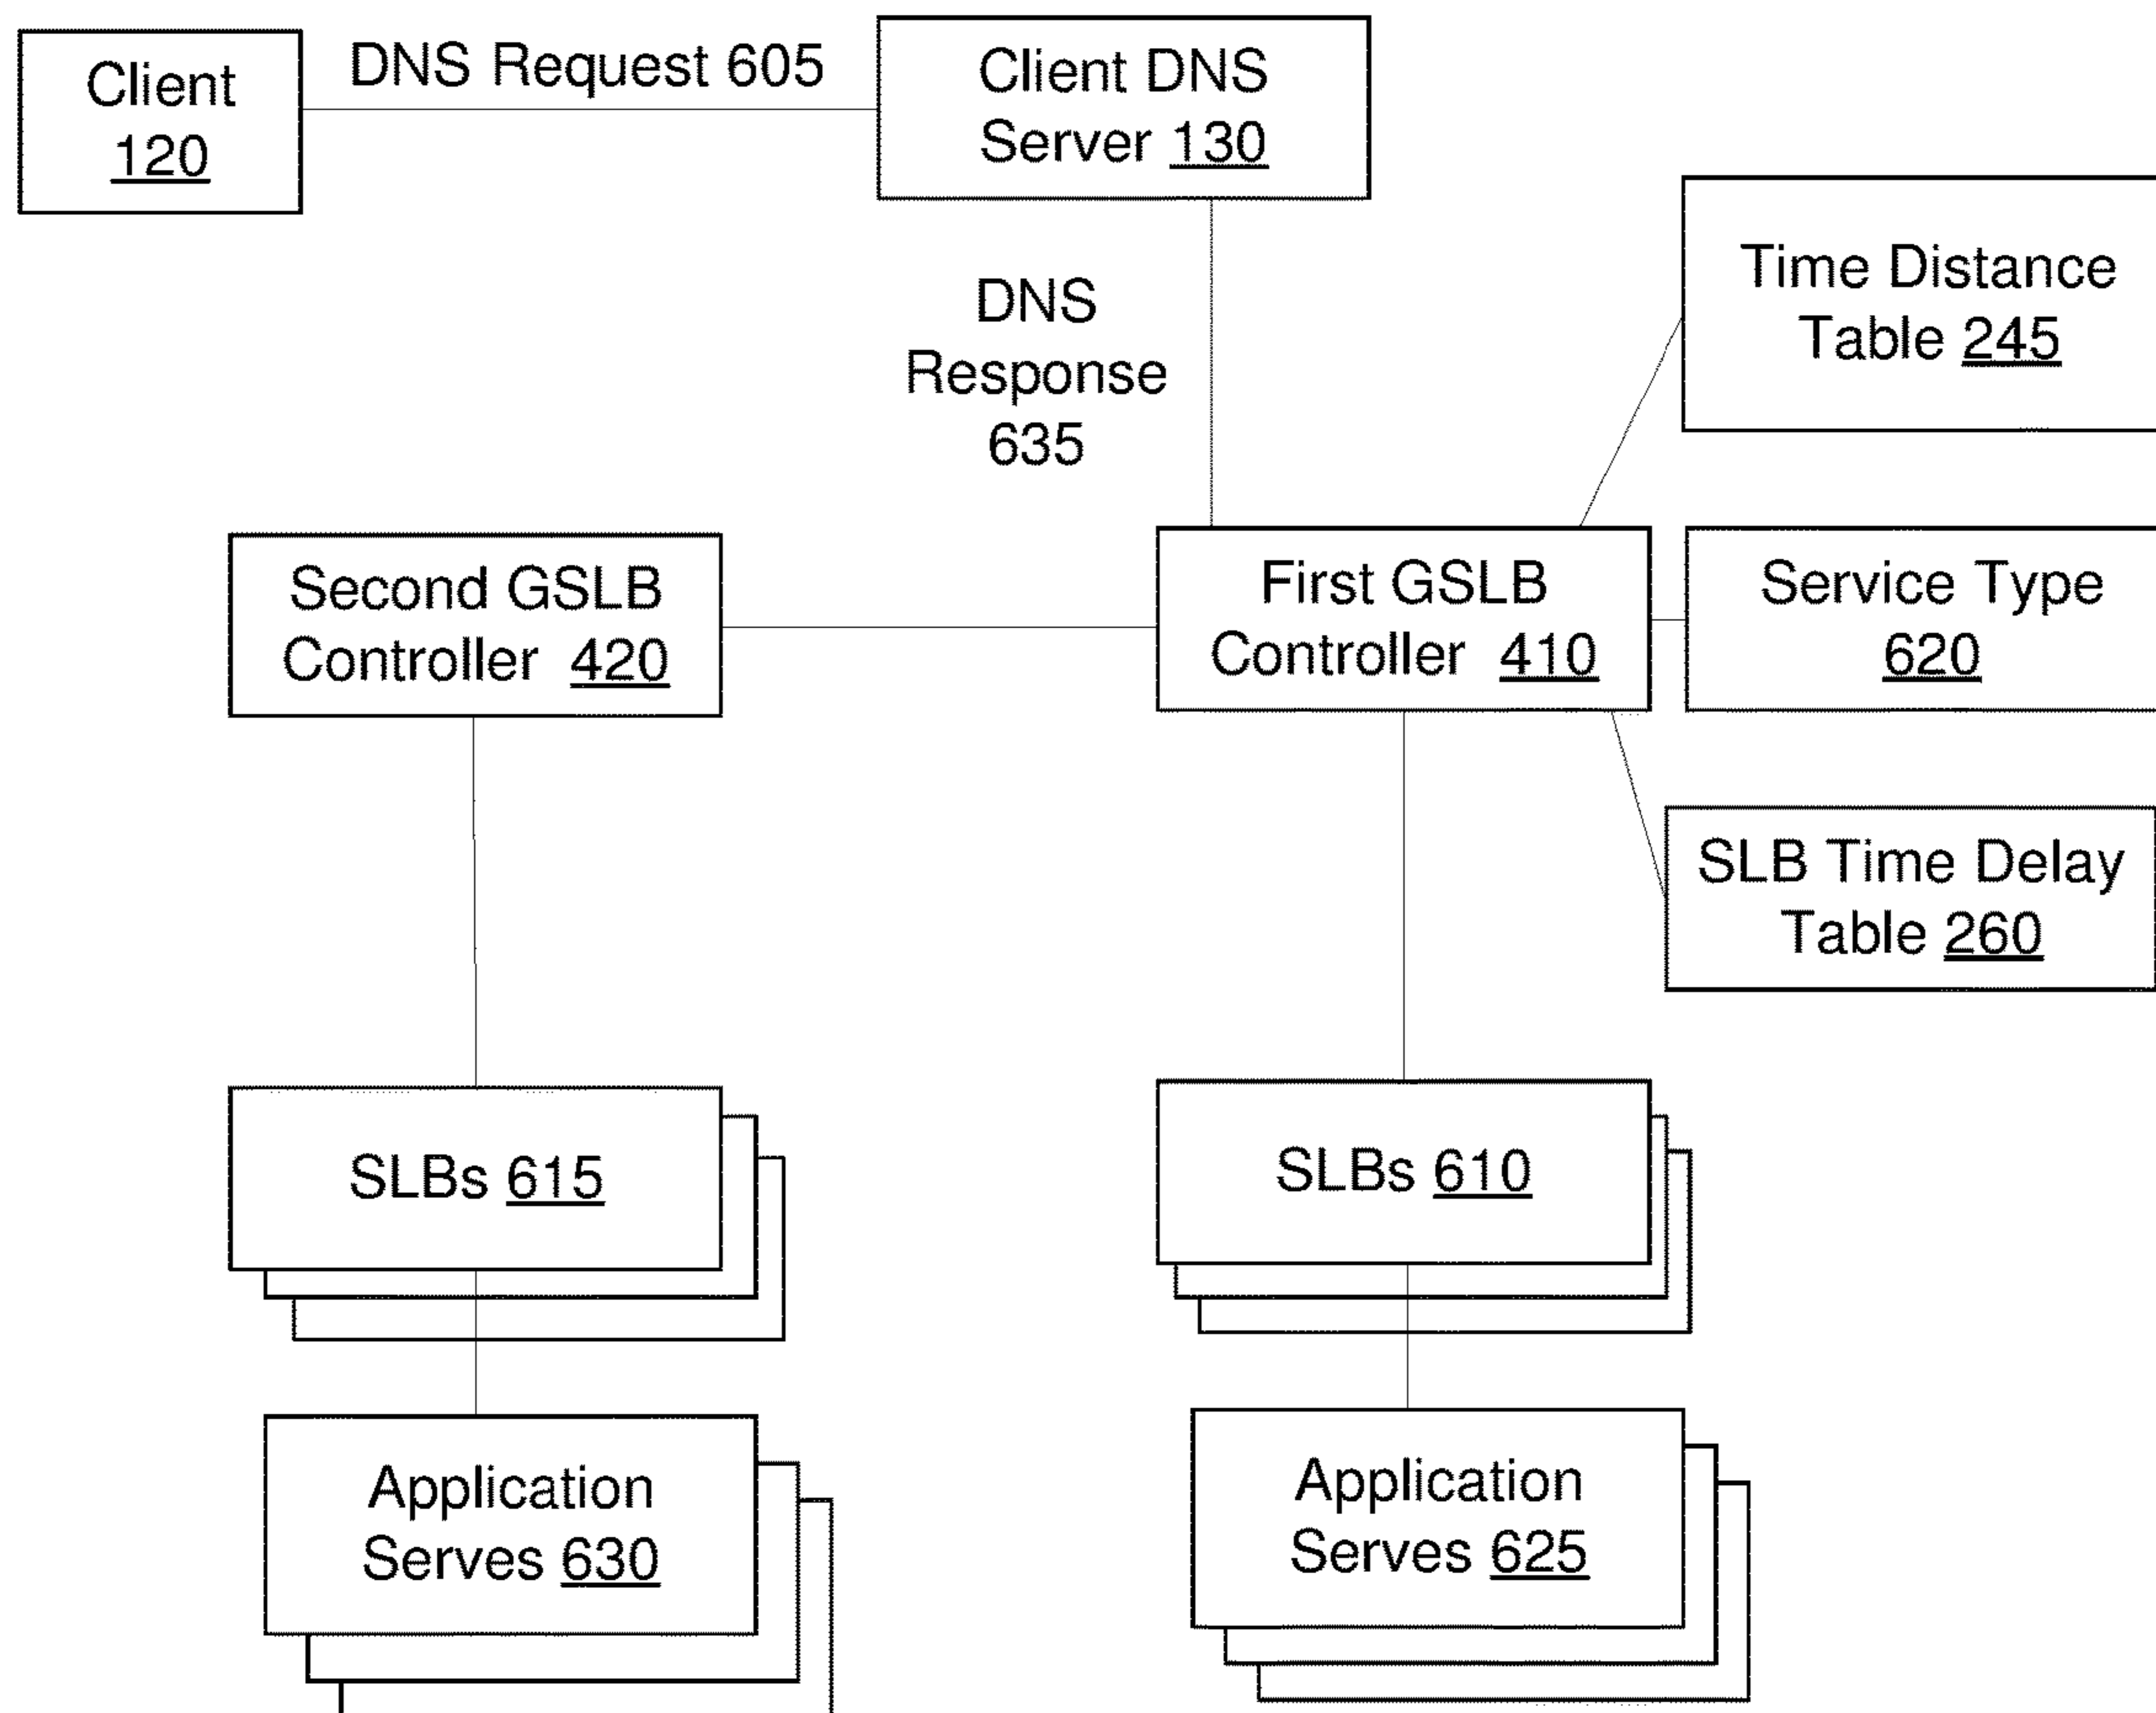 Client
120
DNS Request 605
Client DNS
Server 130
Time Distance
Table 245
DNS
Response
635
Second GSLB
Controller 420
First GSLB
Controller 410
Service Type
620
SLB Time Delay
Table 260
SLBs 615
SLBs 610
Application
Serves 630
Application
Serves 625